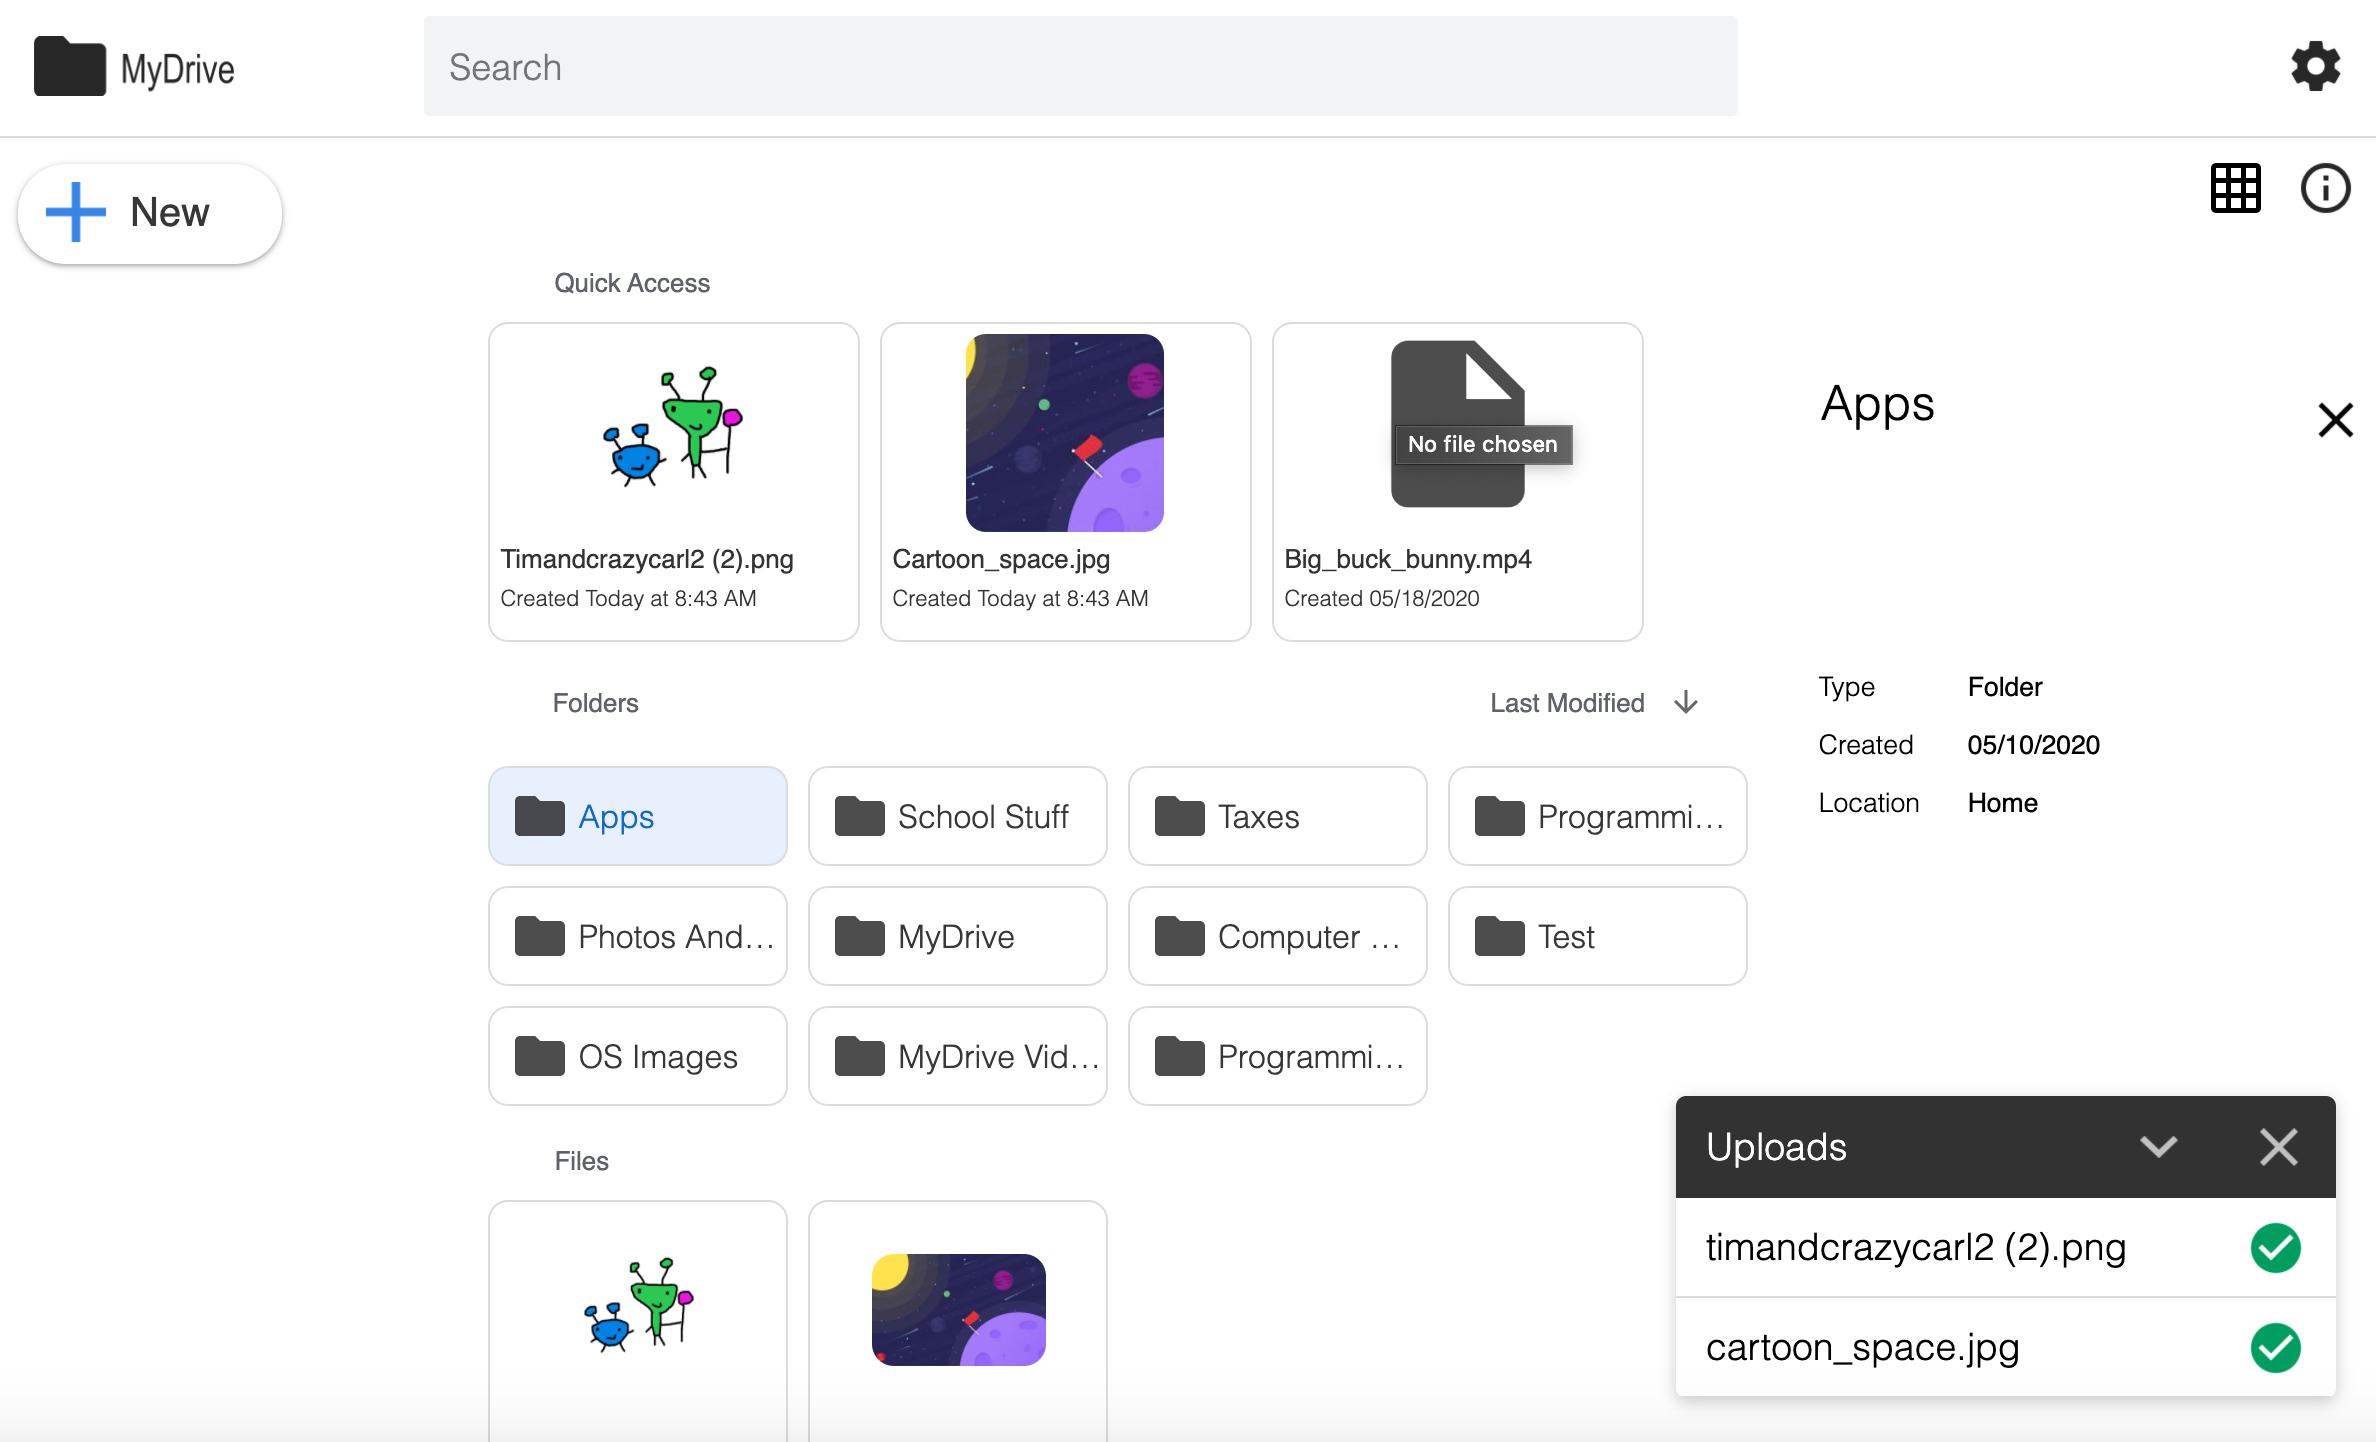 MyDrive
Search
New
Quick Access
Timandcrazycarl2 (2).png
Created Today at 8:43 AM
Cartoon_space.jpg
Created Today at 8:43 AM
No file chosen
Big_buck_bunny.mp4
Created 05/18/2020
Apps
Type Folder
Created 05/10/2020
Location Home
Folders
Last Modified
Apps
School Stuff
Taxes
Programmi...
Photos And...
MyDrive
Computer ...
Test
OS Images
MyDrive Vid...
Programmi...
Files
Uploads
timandcrazycarl2 (2).png
cartoon_space.jpg